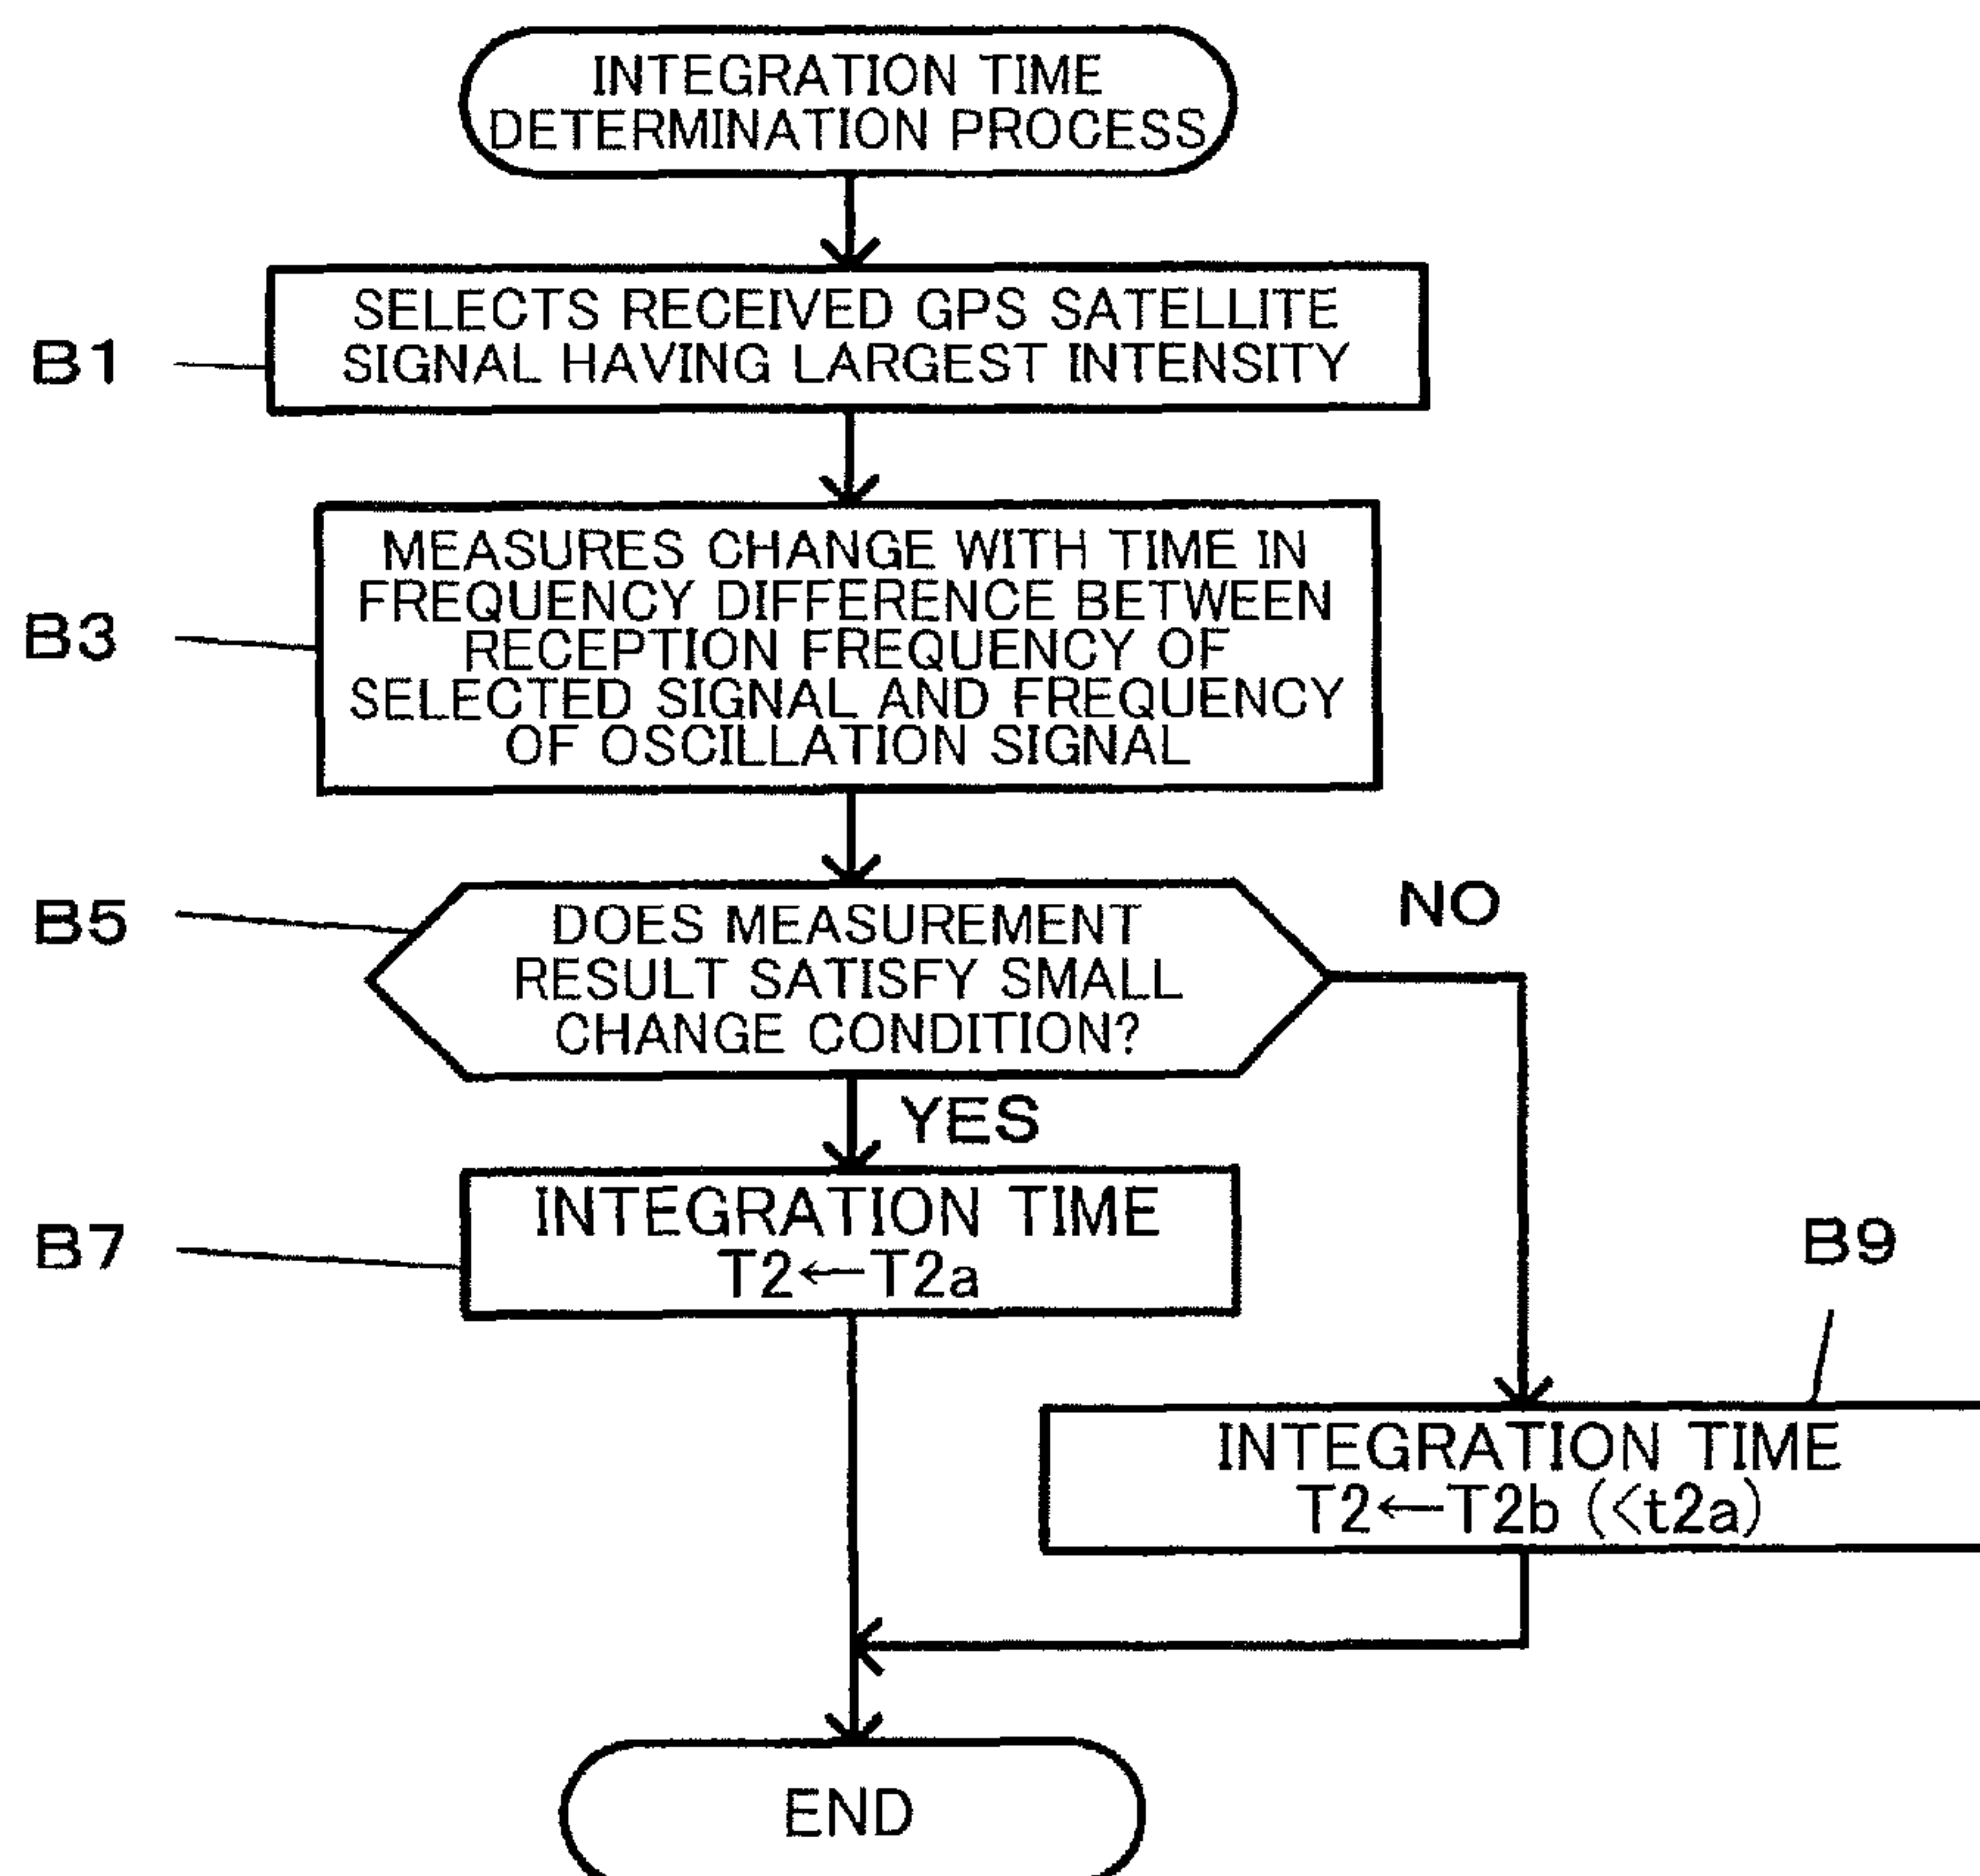 INTEGRATION TIME
DETERMINATION PROCESS
B1
SELECTS RECEIVED GPS SATELLITE
SIGNAL HAVING LARGEST INTENSITY
B3
MEASURES CHANGE WITH TIME IN
FREQUENCY DIFFERENCE BETWEEN
RECEPTION FREQUENCY OF
SELECTED SIGNAL AND FREQUENCY
OF OSCILLATION SIGNAL
B5
DOES MEASUREMENT
RESULT SATISFY SMALL
CHANGE CONDITION?
NO
YES
B7
INTEGRATION TIME
T2←T2a
B9
INTEGRATION TIME
T2←T2b (<t2a)
END